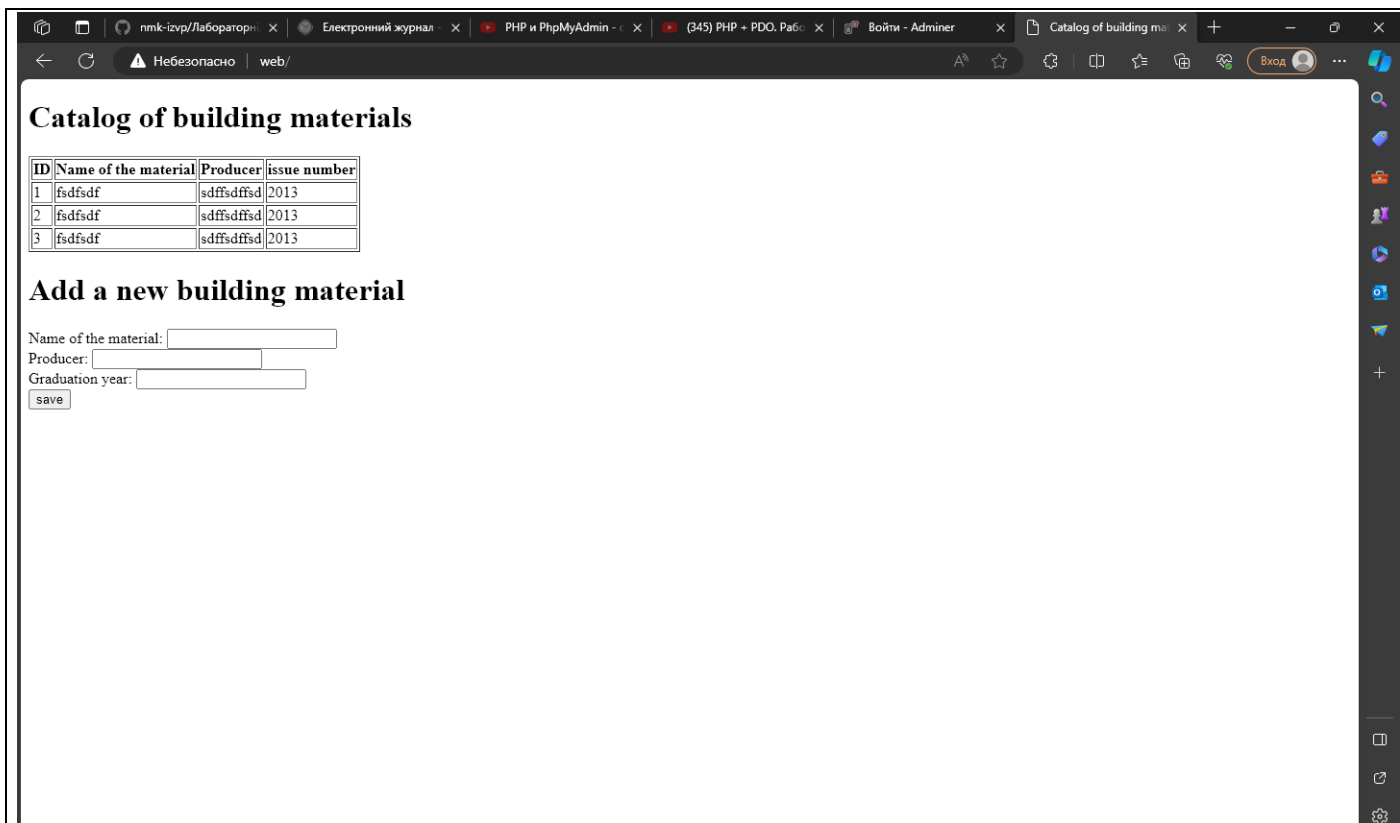 nmk-izvp/Лабораторні
Електронний журнал -
PHP и PhpMyAdmin - с
(345) PHP + PDO. Рабо
Войти - Adminer
Catalog of building mat
Небезопасно web/
Вход
Catalog of building materials
ID Name of the material Producer issue number
1 fsdfsdf sdffsdffsd 2013
2 fsdfsdf sdffsdffsd 2013
3 fsdfsdf sdffsdffsd 2013
Add a new building material
Name of the material:
Producer:
Graduation year:
save